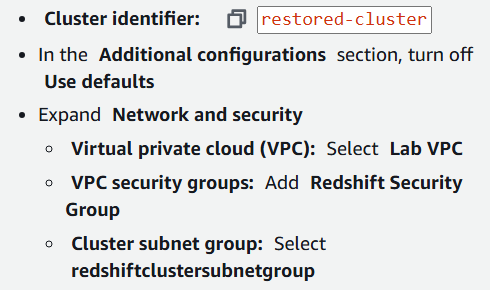 Cluster identifier: restored-cluster
In the Additional configurations section, turn off
Use defaults
Expand Network and security
Virtual private cloud (VPC): Select Lab VPC
VPC security groups: Add Redshift Security
Group
Cluster subnet group: Select
redshiftclustersubnetgroup